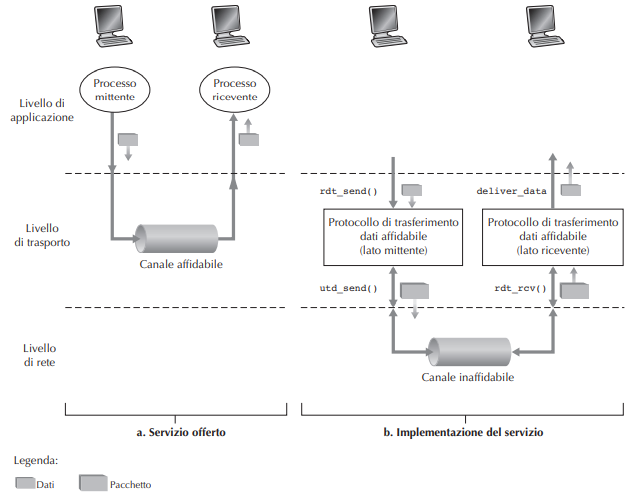 Processo
mittente
Processo
ricevente
Livello di
applicazione
rdt_send()
deliver_data
Livello
di trasporto
Protocollo di trasferimento
dati affidabile
(lato mittente)
Protocollo di trasferimento
dati affidabile
(lato ricevente)
Canale affidabile
utd_send()
rdt_rcv()
Livello
di rete
Canale inaffidabile
a. Servizio offerto
b. Implementazione del servizio
Legenda:
Dati
Pacchetto